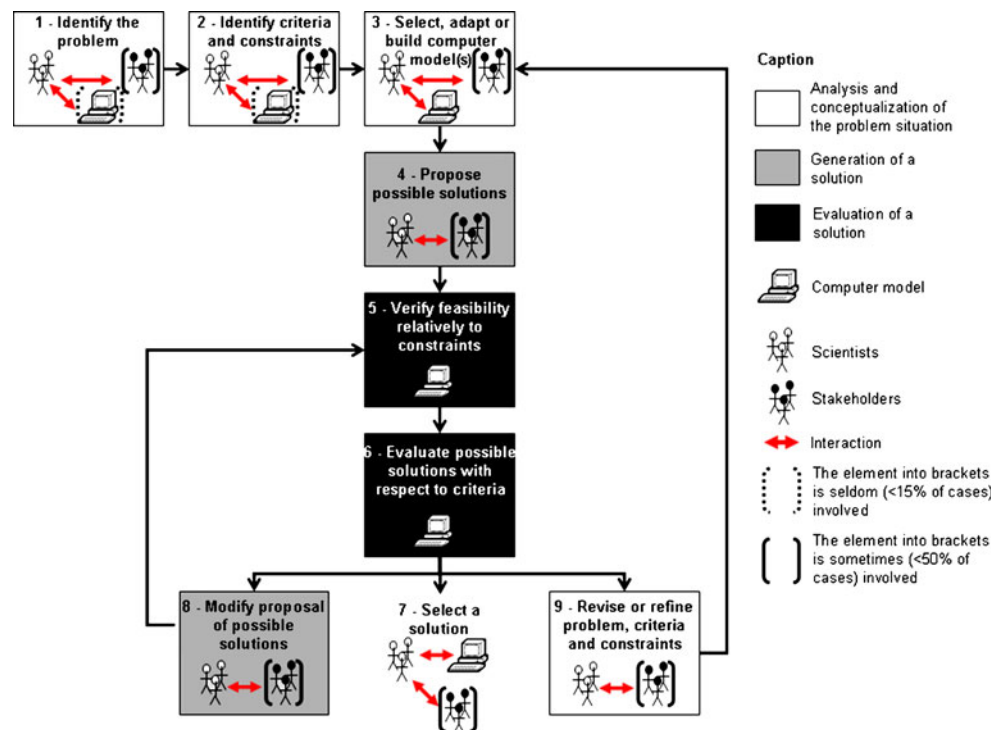 1 - Identify the
problem
2 - Identify criteria
and constraints
3 - Select, adapt or
build computer
model(s)
4 - Propose
possible solutions
5 - Verify feasibility
relatively to
constraints
6 - Evaluate possible
solutions with
respect to criteria
8 - Modify proposal
of possible
solutions
7 - Select a
solution
9 - Revise or refine
problem, criteria
and constraints
Caption
Analysis and
conceptualization of
the problem situation
Generation of a
solution
Evaluation of a
solution
Computer model
Scientists
Stakeholders
Interaction
The element into brackets
is seldom (<15% of cases)
involved
The element into brackets
is sometimes (<50% of
cases) involved